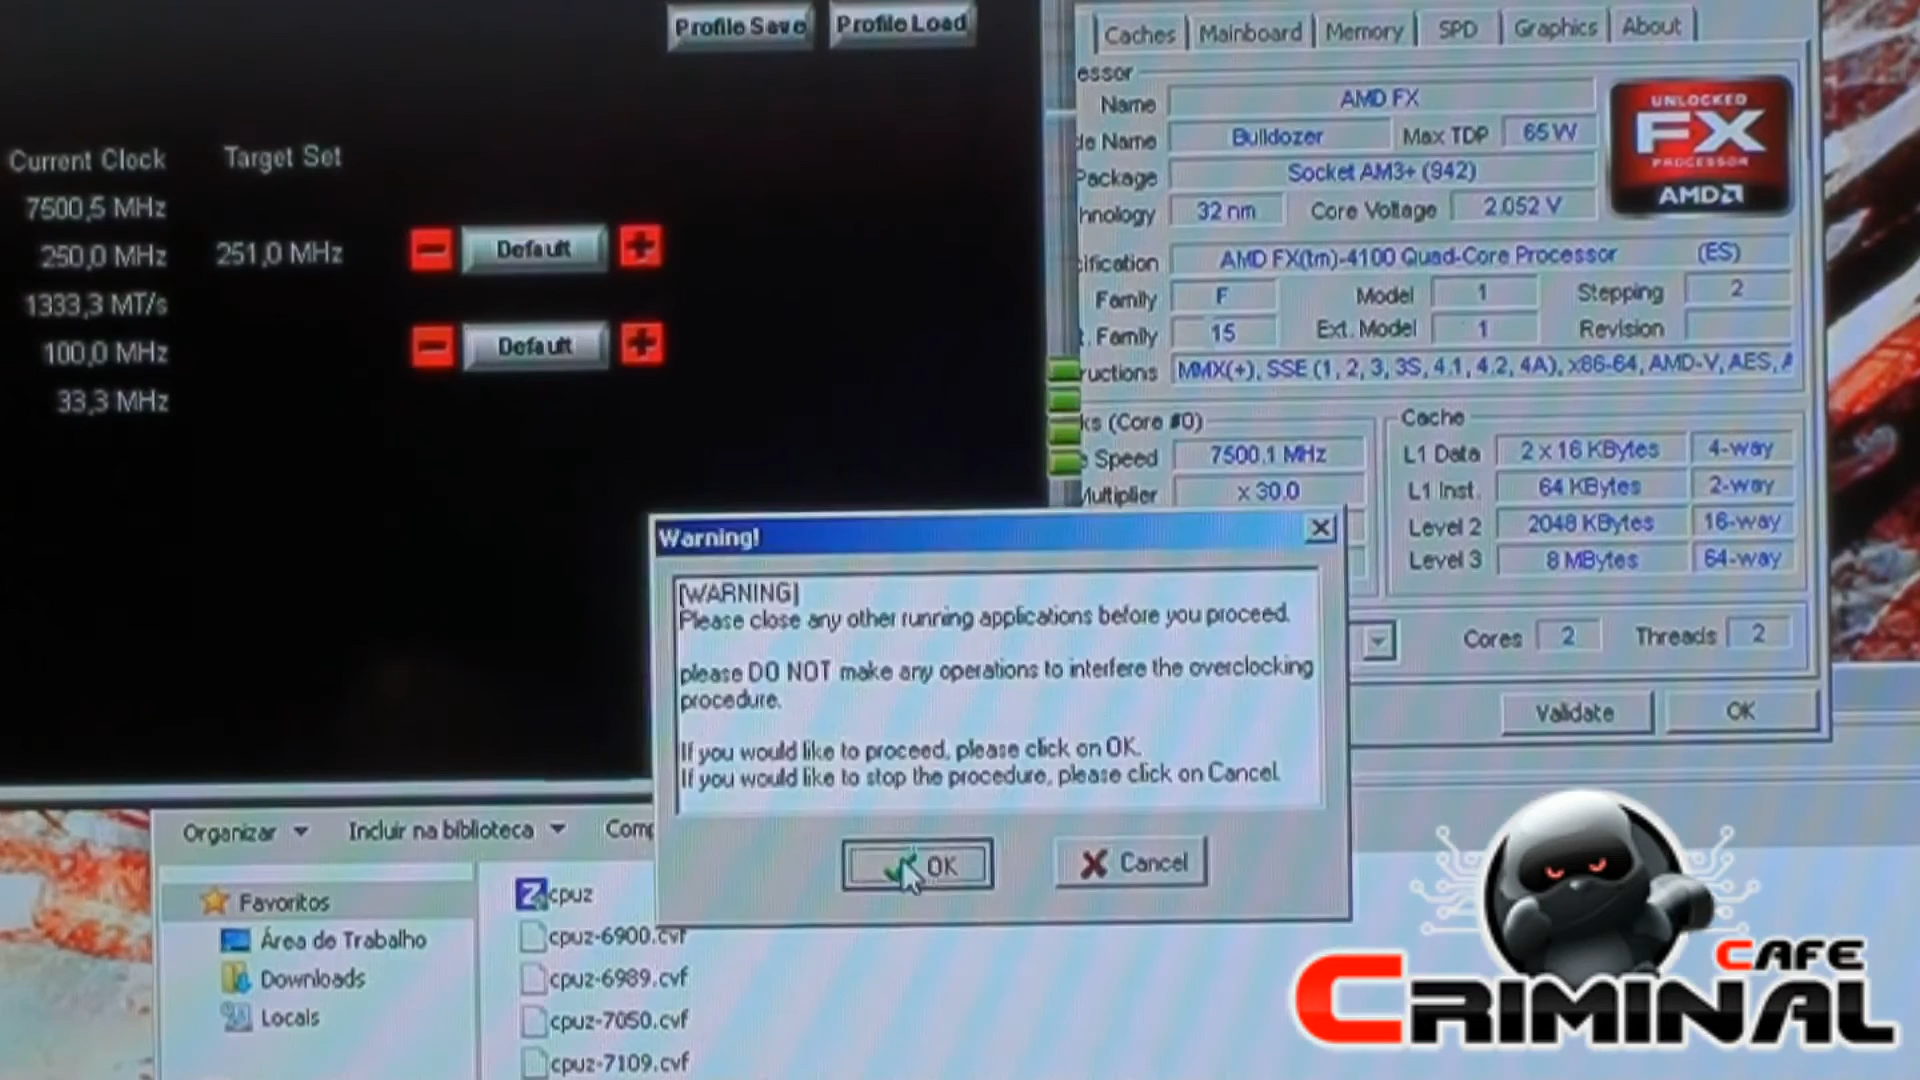 Profile Save Profile Load
Current Clock Target Set
7500,5 MHz
250,0 MHz 251,0 MHz Default
1333,3 MT/s
100,0 MHz Default
33,3 MHz
Caches Mainboard Memory SPD Graphics About
essor
Name AMD FX
de Name Bulldozer Max TDP 65 W
Package Socket AM3+ (942)
hnology 32 nm Core Voltage 2.052 V
cification AMD FX(tm)-4100 Quad-Core Processor (ES)
Family F Model 1 Stepping 2
t. Family 15 Ext. Model 1 Revision
ructions MMX(+), SSE (1, 2, 3, 3S, 4.1, 4.2, 4A), x86-64, AMD-V, AES, A
UNLOCKED
FX
PROCESSOR
AMD
ks (Core #0)
e Speed 7500.1 MHz
Multiplier x 30.0
Cache
L1 Data 2 x 16 KBytes 4-way
L1 Inst. 64 KBytes 2-way
Level 2 2048 KBytes 16-way
Level 3 8 MBytes 64-way
Cores 2 Threads 2
Validate OK
Warning!
[WARNING]
Please close any other running applications before you proceed.
please DO NOT make any operations to interfere the overclocking
procedure.
If you would like to proceed, please click on OK.
If you would like to stop the procedure, please click on Cancel.
OK Cancel
Organizar Incluir na biblioteca Comp
Favoritos
Área de Trabalho
Downloads
Locais
cpuz
cpuz-6900.cvf
cpuz-6989.cvf
cpuz-7050.cvf
cpuz-7109.cvf
CAFE
CRIMINAL